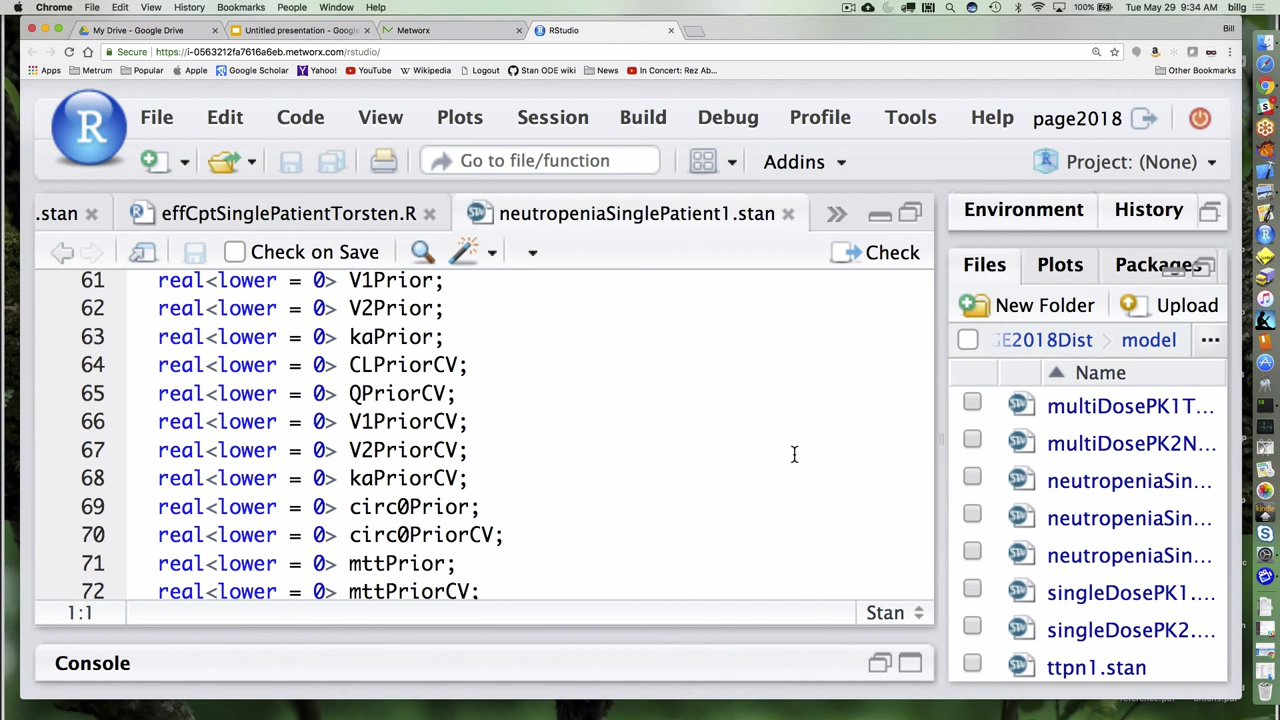 Chrome File Edit View History Bookmarks People Window Help 100% Tue May 29 9:34 AM billg
My Drive - Google Drive Untitled presentation - Google Metworx RStudio Bill
Secure https://i-0563212fa7616a6eb.metworx.com/rstudio/
Apps Metrum Popular Apple Google Scholar Yahoo! YouTube Wikipedia Logout Stan ODE wiki News In Concert: Rez Ab... Other Bookmarks
R File Edit Code View Plots Session Build Debug Profile Tools Help page2018
Go to file/function Addins Project: (None)
.stan effCptSinglePatientTorsten.R neutropeniaSinglePatient1.stan
Check on Save Check
61 real<lower = 0> V1Prior;
62 real<lower = 0> V2Prior;
63 real<lower = 0> kaPrior;
64 real<lower = 0> CLPriorCV;
65 real<lower = 0> QPriorCV;
66 real<lower = 0> V1PriorCV;
67 real<lower = 0> V2PriorCV;
68 real<lower = 0> kaPriorCV;
69 real<lower = 0> circ0Prior;
70 real<lower = 0> circ0PriorCV;
71 real<lower = 0> mttPrior;
72 real<lower = 0> mttPriorCV;
1:1 Stan
Console
Environment History
Files Plots Packages
New Folder Upload
GE2018Dist model ...
Name
multiDosePK1T...
multiDosePK2N...
neutropeniaSin...
neutropeniaSin...
neutropeniaSin...
singleDosePK1....
singleDosePK2....
ttpn1.stan